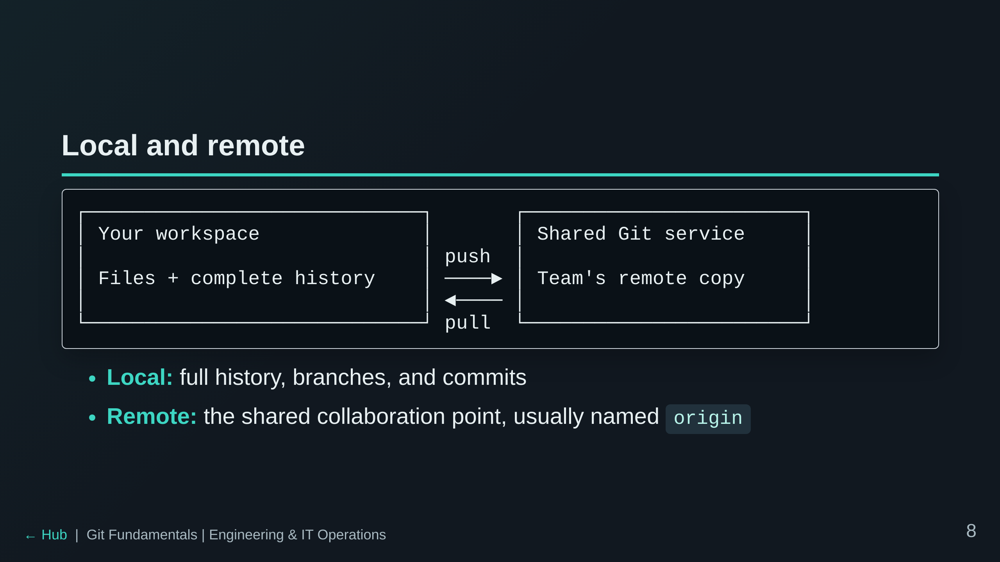 Local and remote
Your workspace
Shared Git service
push
Files + complete history
Team's remote copy
pull
• Local: full history, branches, and commits
• Remote: the shared collaboration point, usually named origin
← Hub | Git Fundamentals | Engineering & IT Operations
8